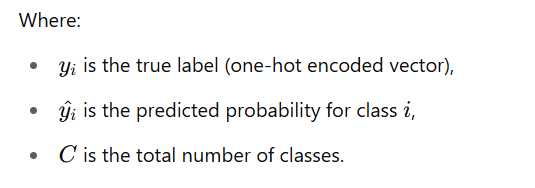 Where:
• yᵢ is the true label (one-hot encoded vector),
• ŷᵢ is the predicted probability for class i,
• C is the total number of classes.